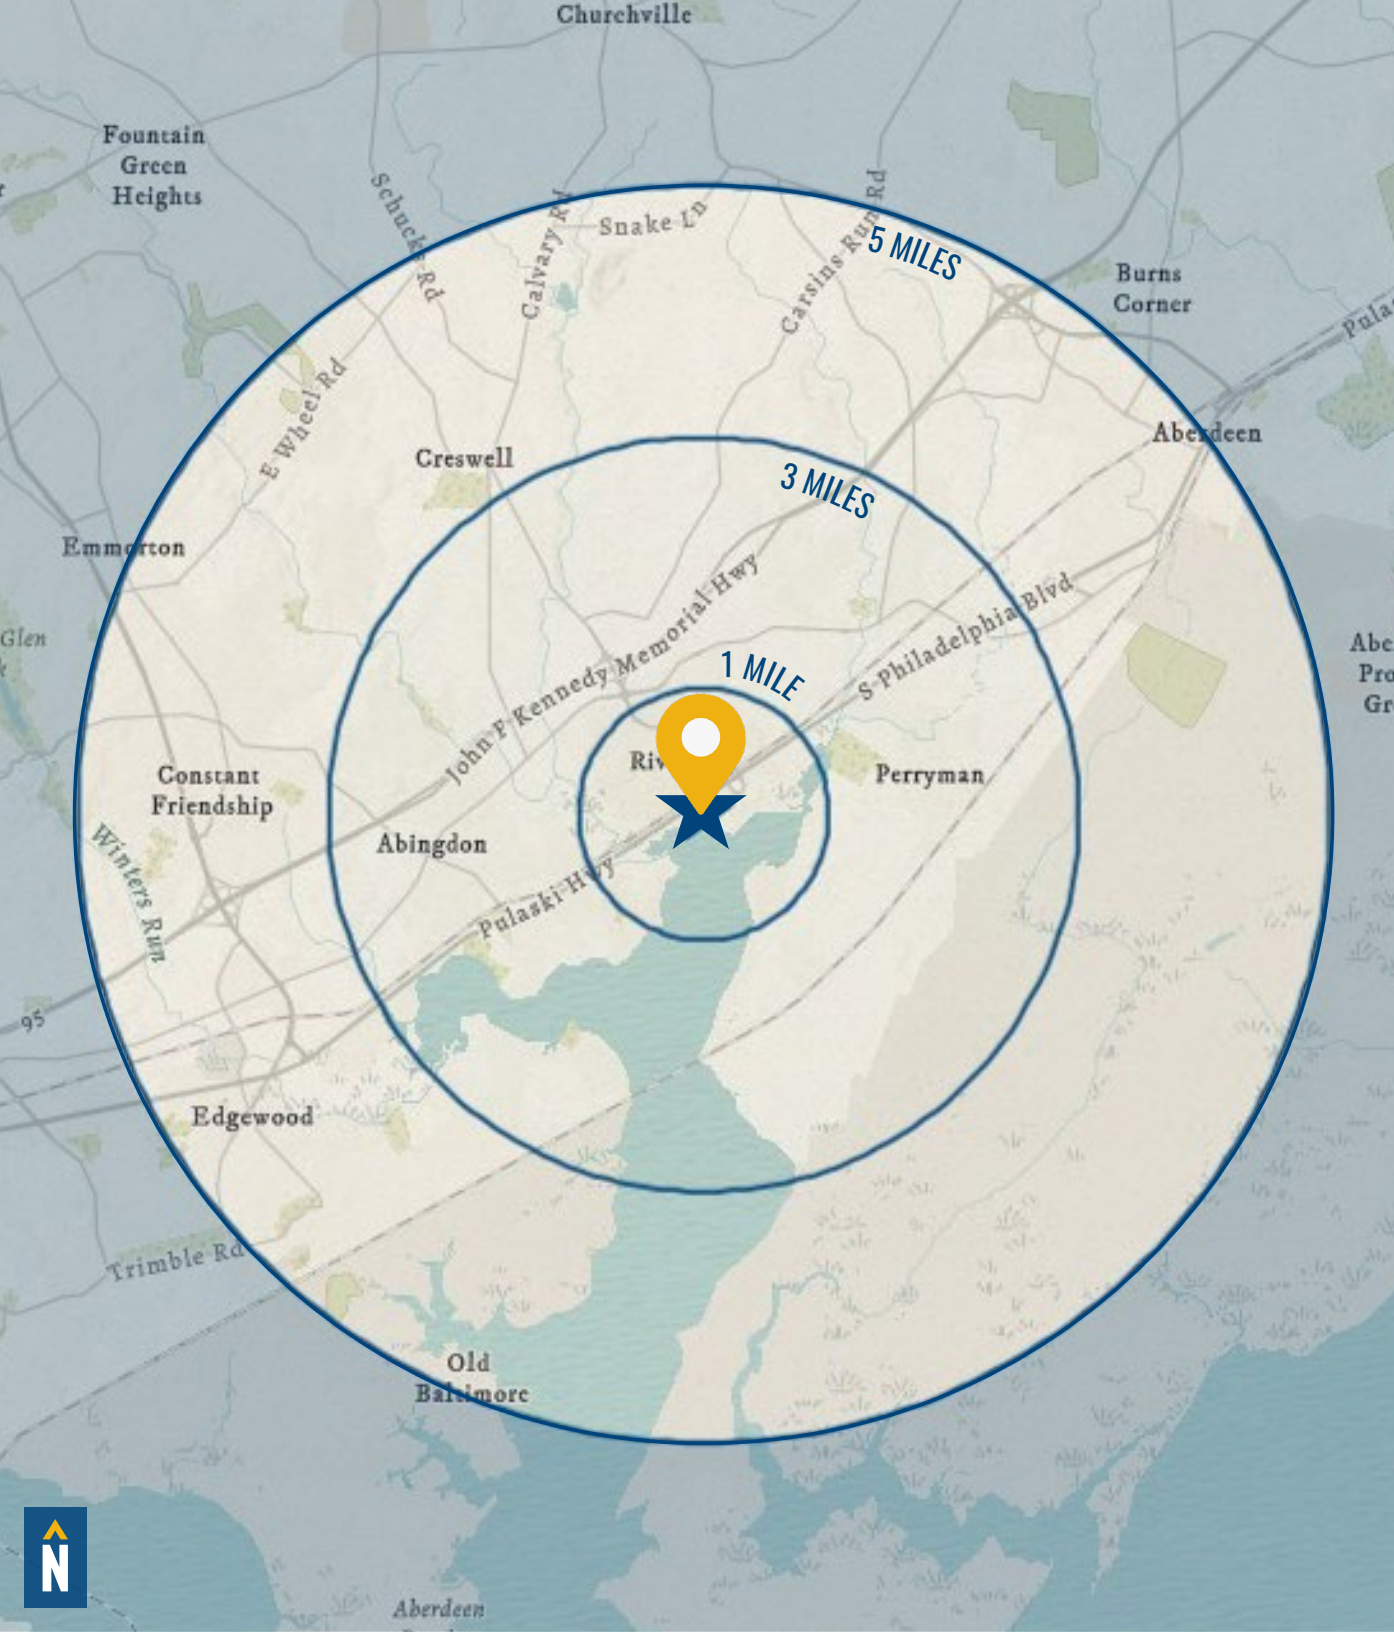 Churchville
Fountain
Green
Heights
Schucks Rd
Calvary Rd
Snake Ln
Carsins Run Rd
5 MILES
Burns
Corner
E Wheel Rd
Creswell
3 MILES
Aberdeen
Emmorton
John F Kennedy Memorial Hwy
S Philadelphia Blvd
Glen
1 MILE
Constant
Friendship
Perryman
Abingdon
Winters Run
Pulaski Hwy
95
Edgewood
Trimble Rd
Old
Baltimore
N
Aberdeen